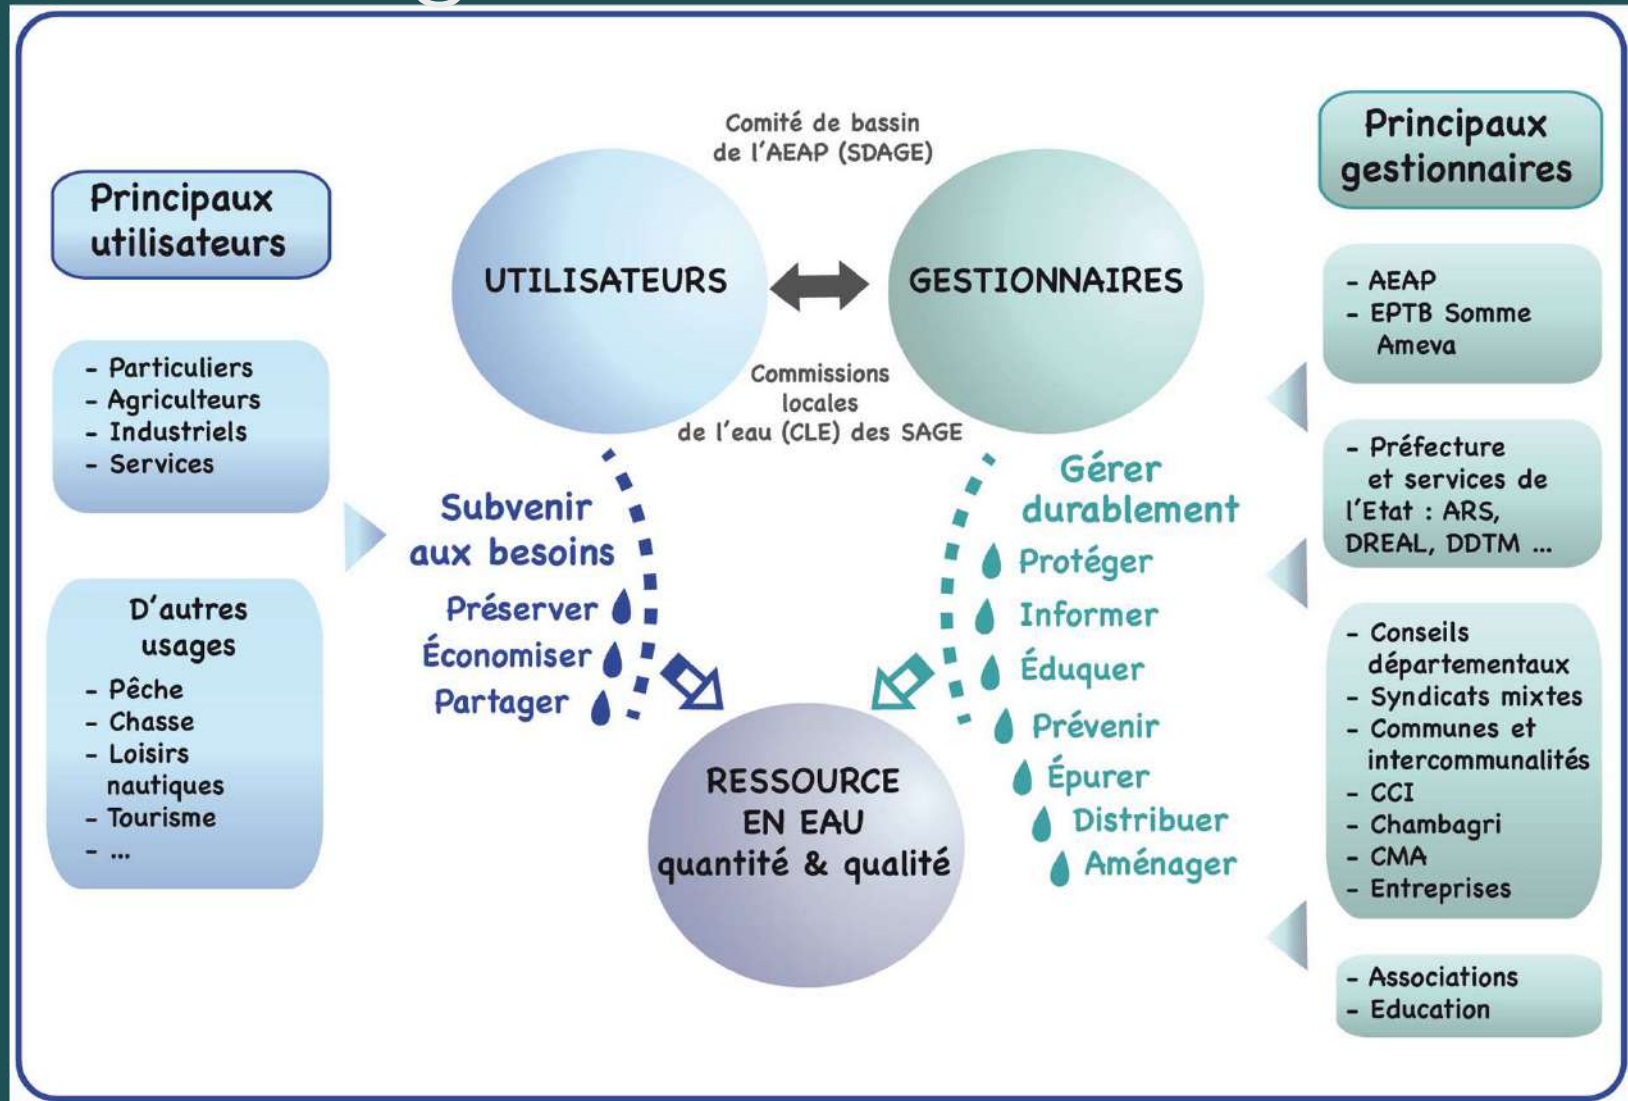 Comité de bassin
de l'AEAP (SDAGE)
Principaux
utilisateurs
- Particuliers
- Agriculteurs
- Industriels
- Services
D'autres
usages
- Pêche
- Chasse
- Loisirs
nautiques
- Tourisme
- ...
UTILISATEURS
GESTIONNAIRES
Commissions
locales
de l'eau (CLE) des SAGE
Subvenir
aux besoins
Préserver
Économiser
Partager
Gérer
durablement
Protéger
Informer
Éduquer
Prévenir
Épurer
Distribuer
Aménager
RESSOURCE
EN EAU
quantité & qualité
Principaux
gestionnaires
- AEAP
- EPTB Somme
Ameva
- Préfecture
et services de
l'Etat : ARS,
DREAL, DDTM ...
- Conseils
départementaux
- Syndicats mixtes
- Communes et
intercommunalités
- CCI
- Chambagri
- CMA
- Entreprises
- Associations
- Education